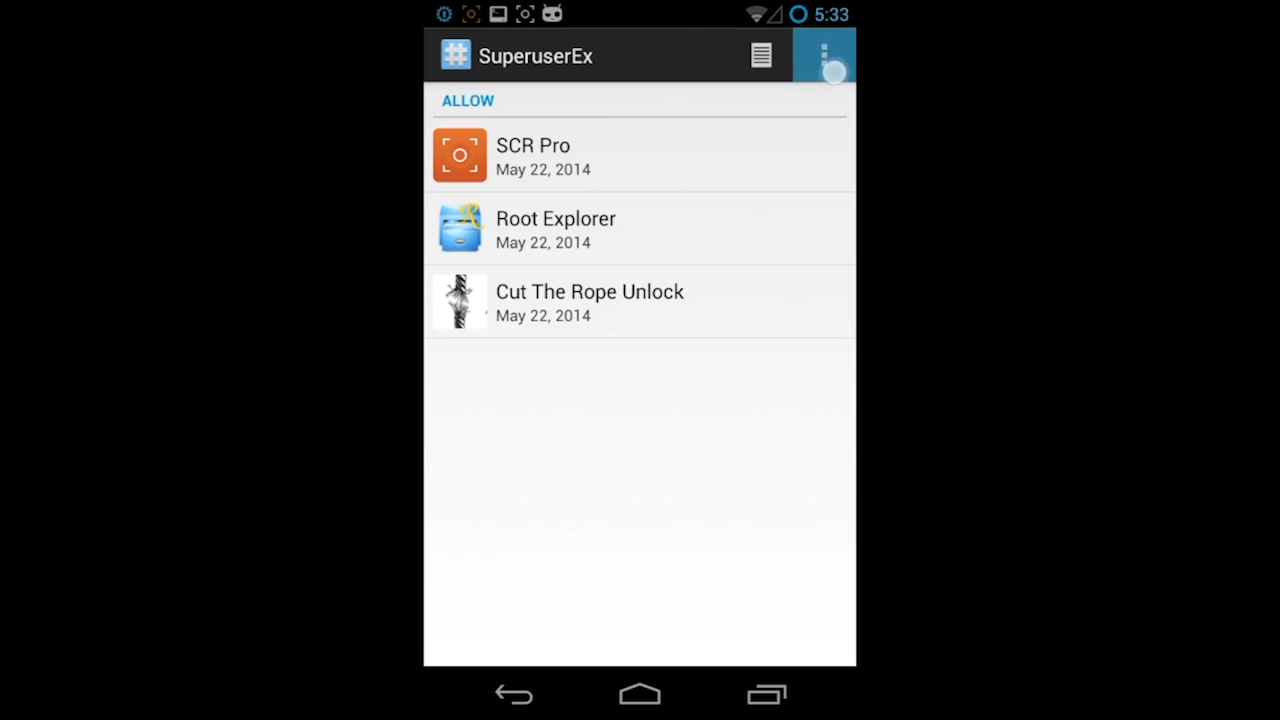 5:33
SuperuserEx
ALLOW
SCR Pro
May 22, 2014
Root Explorer
May 22, 2014
Cut The Rope Unlock
May 22, 2014